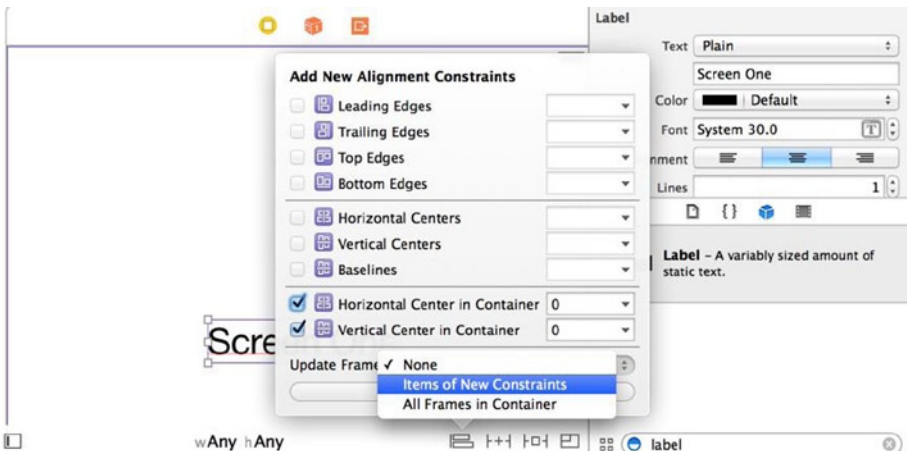 Label
Text Plain
Screen One
Color Default
Font System 30.0 T
nment
Lines 1
{}
Label – A variably sized amount of
static text.
Add New Alignment Constraints
Leading Edges
Trailing Edges
Top Edges
Bottom Edges
Horizontal Centers
Vertical Centers
Baselines
Horizontal Center in Container 0
Vertical Center in Container 0
Update Frame ✓ None
Items of New Constraints
All Frames in Container
Scre
wAny hAny
label